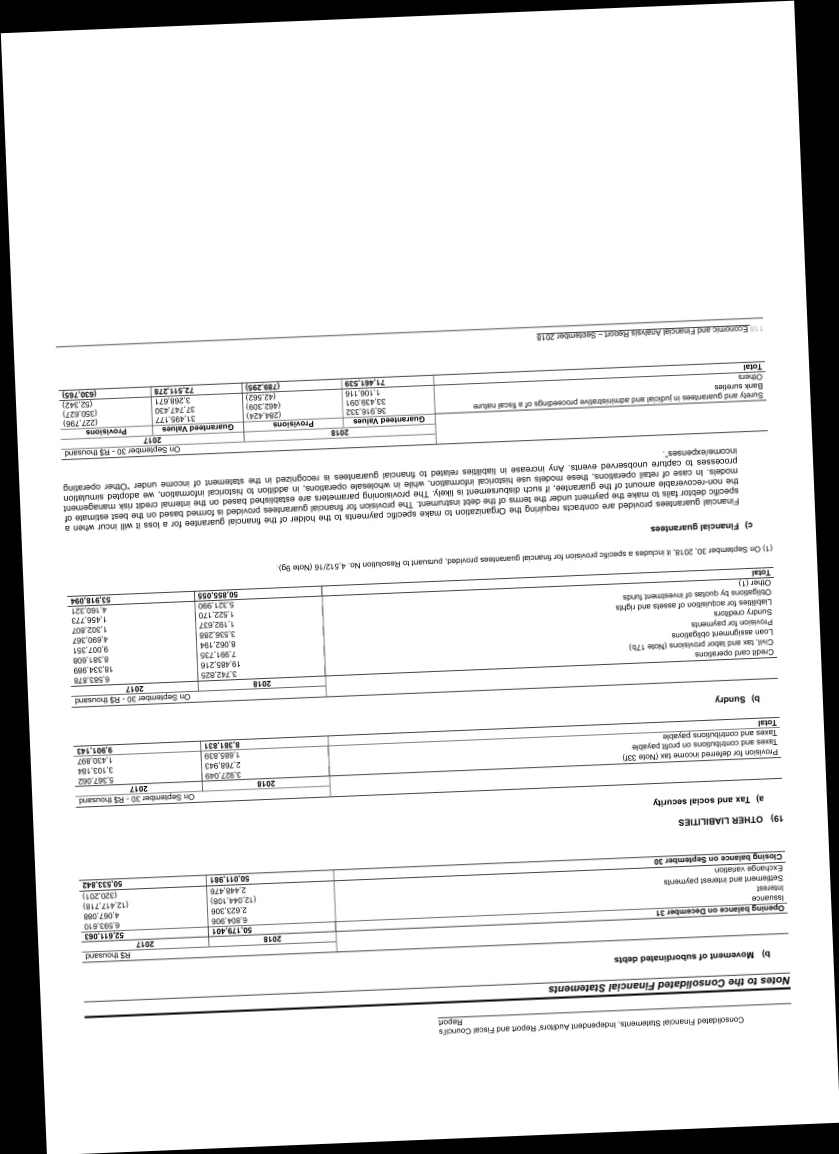 Consolidated Financial Statements, Independent Auditors' Report and Fiscal Council's
Report
Notes to the Consolidated Financial Statements
b) Movement of subordinated debts
R$ thousand
2018 2017
Opening balance on December 31 50,179,401 52,611,063
Issuance 6,804,906 6,593,610
Interest 2,623,306 4,067,088
Settlement and interest payments (12,044,108) (12,417,718)
Exchange variation 2,448,476 (320,201)
Closing balance on September 30 50,011,981 50,533,842
19) OTHER LIABILITIES
a) Tax and social security
On September 30 - R$ thousand
2018 2017
Provision for deferred income tax (Note 33f) 3,927,049 5,367,062
Taxes and contributions on profit payable 2,768,943 3,103,184
Taxes and contributions payable 1,685,839 1,430,897
Total 8,381,831 9,901,143
b) Sundry
On September 30 - R$ thousand
2018 2017
Credit card operations 3,742,825 6,583,878
Civil, tax and labor provisions (Note 17b) 19,485,216 18,334,989
Loan assignment obligations 7,991,735 8,381,608
Provision for payments 8,062,194 9,007,351
Sundry creditors 3,536,288 4,690,367
Liabilities for acquisition of assets and rights 1,192,637 1,302,807
Obligations by quotas of investment funds 1,522,170 1,456,773
Other (1) 5,321,990 4,160,321
Total 50,855,055 53,918,094
(1) On September 30, 2018, it includes a specific provision for financial guarantees provided, pursuant to Resolution No. 4,512/16 (Note 9g).
c) Financial guarantees
Financial guarantees provided are contracts requiring the Organization to make specific payments to the holder of the financial guarantee for a loss it will incur when a
specific debtor fails to make the payment under the terms of the debt instrument. The provision for financial guarantees provided is formed based on the best estimate of
the non-recoverable amount of the guarantee, if such disbursement is likely. The provisioning parameters are established based on the internal credit risk management
models. In case of retail operations, these models use historical information, while in wholesale operations, in addition to historical information, we adopted simulation
processes to capture unobserved events. Any increase in liabilities related to financial guarantees is recognized in the statement of income under "Other operating
income/expenses".
On September 30 - R$ thousand
2018 2017
Guaranteed Values Provisions Guaranteed Values Provisions
Surety and guarantees in judicial and administrative proceedings of a fiscal nature 36,916,332 (284,424) 31,495,177 (227,796)
Bank sureties 33,439,091 (462,309) 37,747,430 (350,627)
Others 1,106,116 (42,562) 3,268,671 (52,342)
Total 71,461,539 (789,295) 72,511,278 (630,765)
118 Economic and Financial Analysis Report – September 2018